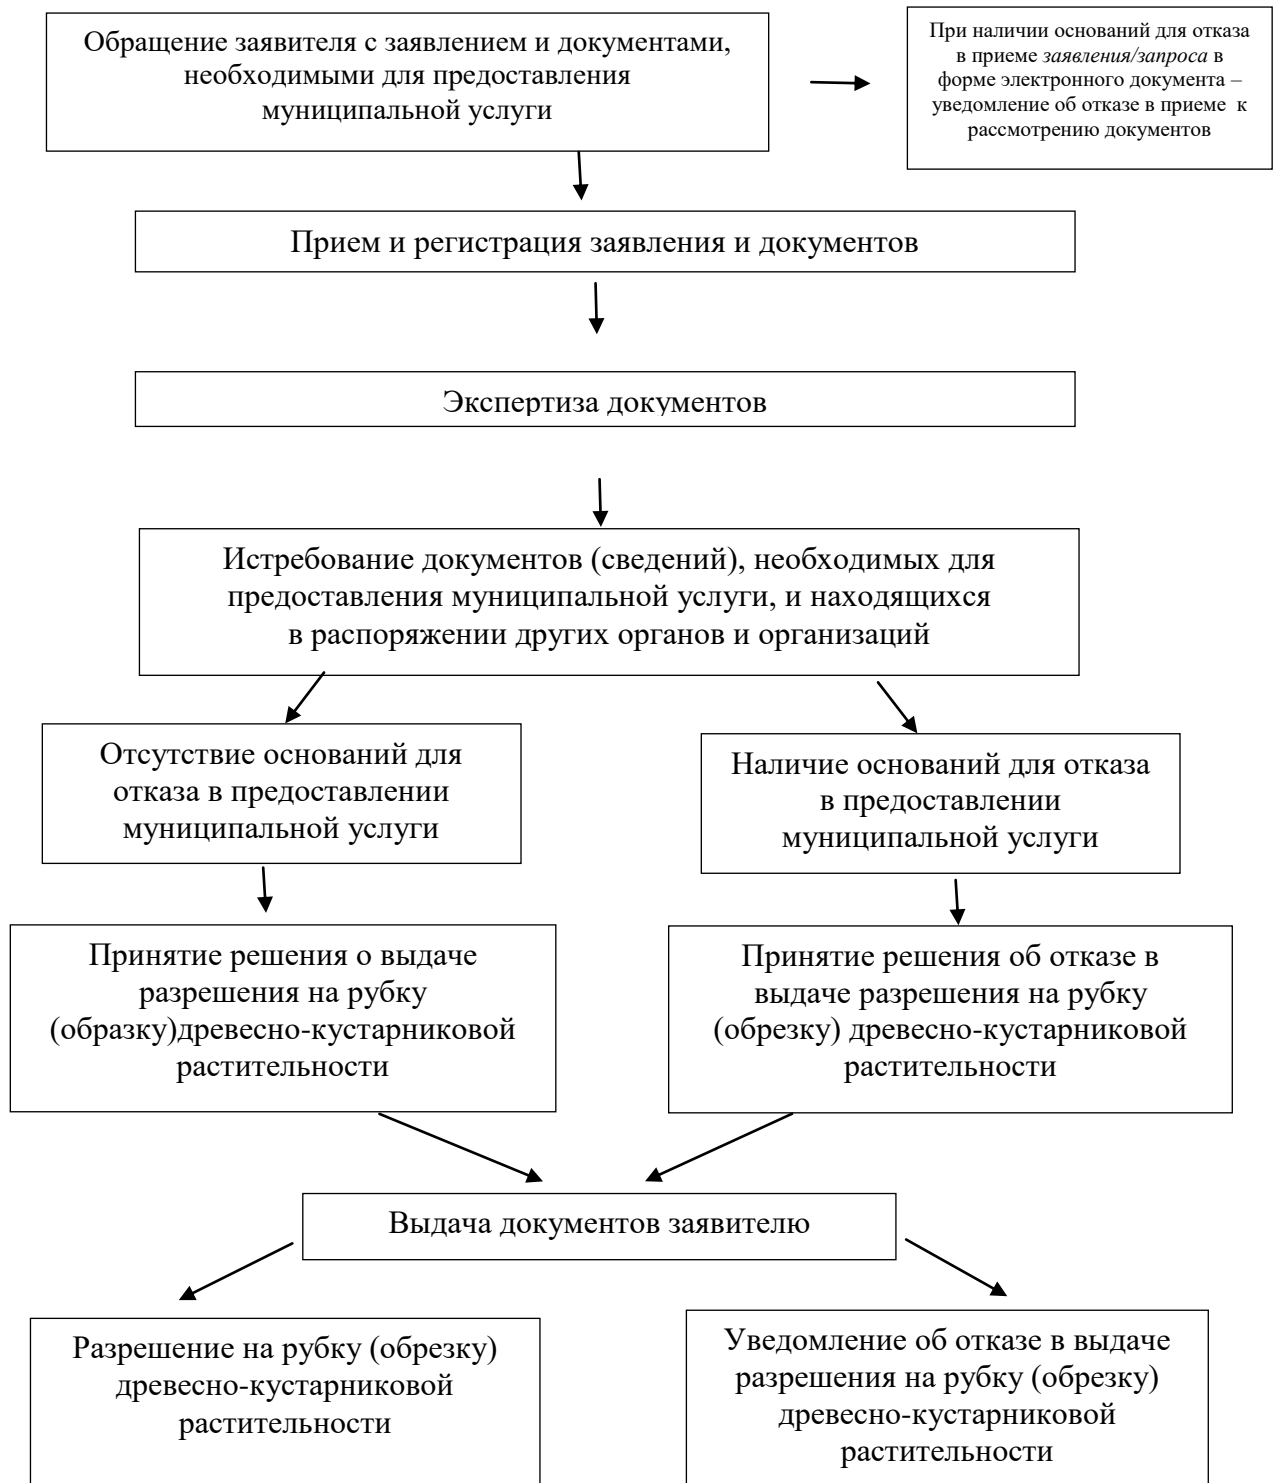 Обращение заявителя с заявлением и документами,
необходимыми для предоставления
муниципальной услуги
При наличии оснований для отказа
в приеме заявления/запроса в
форме электронного документа –
уведомление об отказе в приеме к
рассмотрению документов
Прием и регистрация заявления и документов
Экспертиза документов
Истребование документов (сведений), необходимых для
предоставления муниципальной услуги, и находящихся
в распоряжении других органов и организаций
Отсутствие оснований для
отказа в предоставлении
муниципальной услуги
Наличие оснований для отказа
в предоставлении
муниципальной услуги
Принятие решения о выдаче
разрешения на рубку
(образку)древесно-кустарниковой
растительности
Принятие решения об отказе в
выдаче разрешения на рубку
(обрезку) древесно-кустарниковой
растительности
Выдача документов заявителю
Разрешение на рубку (обрезку)
древесно-кустарниковой
растительности
Уведомление об отказе в выдаче
разрешения на рубку (обрезку)
древесно-кустарниковой
растительности